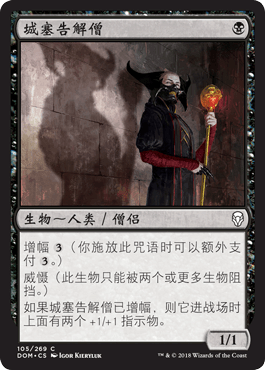 城塞告解僧
生物～人类／僧侣
增幅 3（你施放此咒语时可以额外支
付 3。）
威慑（此生物只能被两个或更多生物阻
挡。）
如果城塞告解僧已增幅，则它进战场时
上面有两个 +1/+1 指示物。
1/1
105/269 C
DOM • CS IGOR KIERYLUK
™ & © 2018 Wizards of the Coast